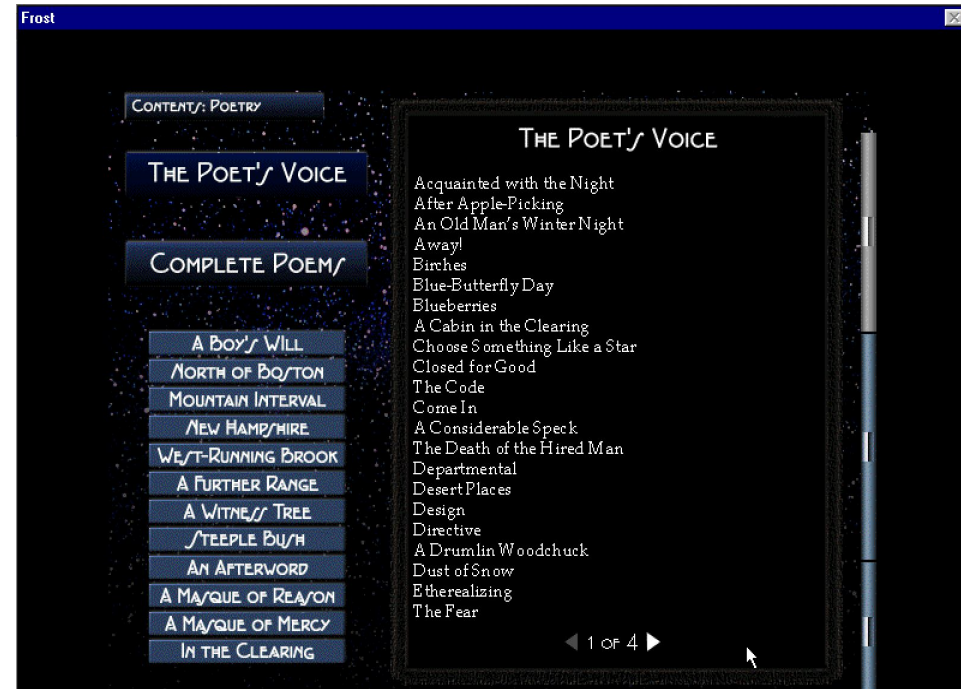 Frost
Contents: Poetry
The Poet's Voice
Complete Poems
A Boy's Will
North of Boston
Mountain Interval
New Hampshire
West-Running Brook
A Further Range
A Witness Tree
Steeple Bush
An Afterword
A Masque of Reason
A Masque of Mercy
In the Clearing
The Poet's Voice
Acquainted with the Night
After Apple-Picking
An Old Man's Winter Night
Away!
Birches
Blue-Butterfly Day
Blueberries
A Cabin in the Clearing
Choose Something Like a Star
Closed for Good
The Code
Come In
A Considerable Speck
The Death of the Hired Man
Departmental
Desert Places
Design
Directive
A Drumlin Woodchuck
Dust of Snow
Etherealizing
The Fear
1 of 4